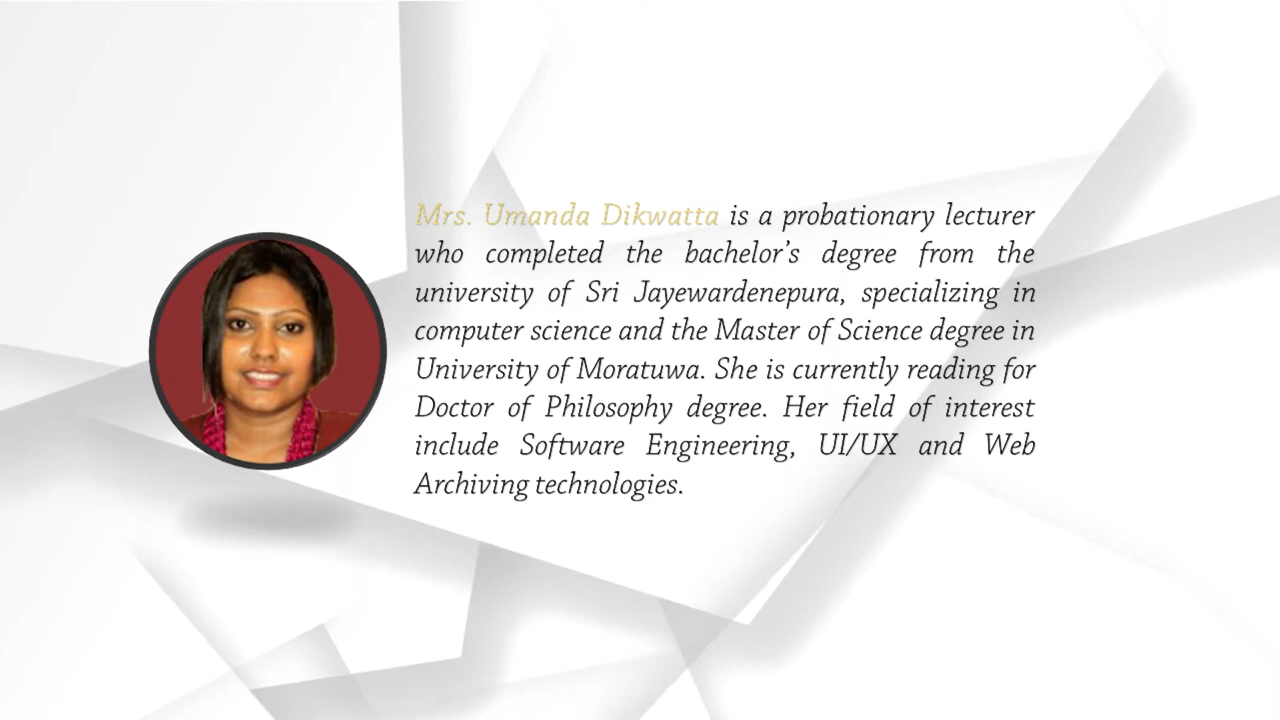 Mrs. Umanda Dikwatta is a probationary lecturer
who completed the bachelor's degree from the
university of Sri Jayewardenepura, specializing in
computer science and the Master of Science degree in
University of Moratuwa. She is currently reading for
Doctor of Philosophy degree. Her field of interest
include Software Engineering, UI/UX and Web
Archiving technologies.